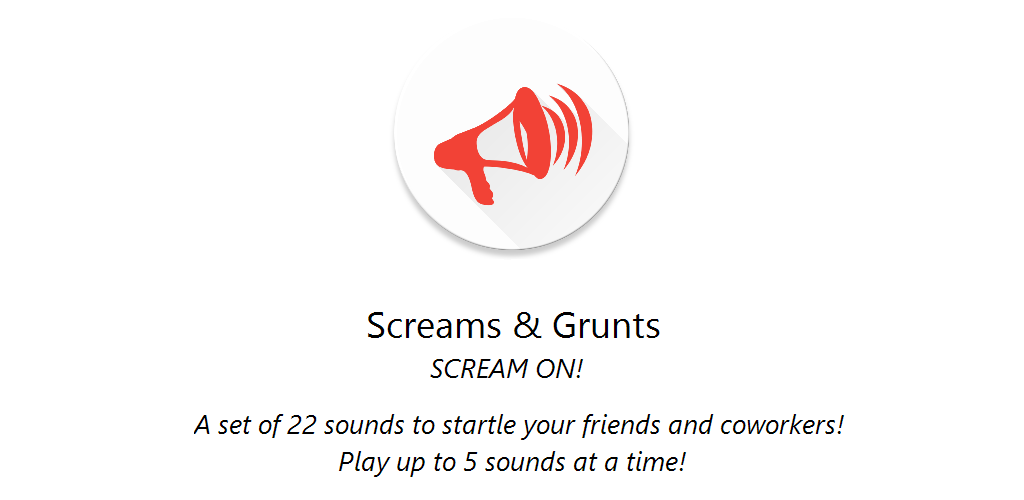 Screams & Grunts
SCREAM ON!
A set of 22 sounds to startle your friends and coworkers!
Play up to 5 sounds at a time!